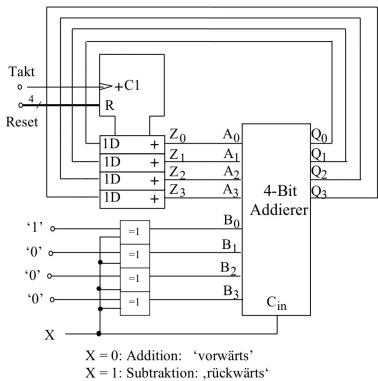 Takt
+C1
4
R
Reset
1D + Z0 A0 Q0
1D + Z1 A1 Q1
1D + Z2 A2 Q2
1D + Z3 A3 Q3
4-Bit
Addierer
'1' =1 B0
'0' =1 B1
'0' =1 B2
'0' =1 B3
Cin
X
X = 0: Addition: 'vorwärts'
X = 1: Subtraktion: ‚rückwärts‘